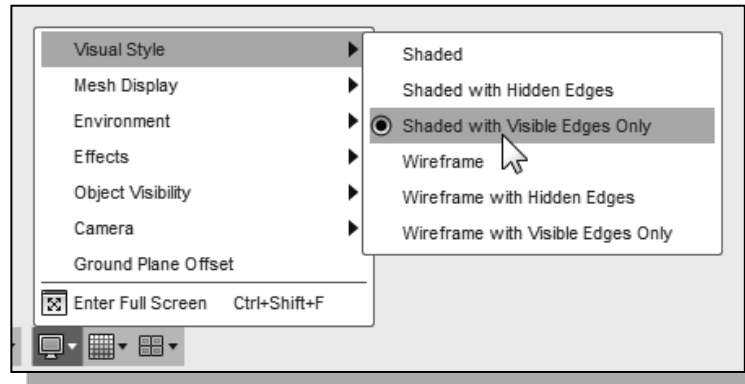 Visual Style
Mesh Display
Environment
Effects
Object Visibility
Camera
Ground Plane Offset
Enter Full Screen Ctrl+Shift+F
Shaded
Shaded with Hidden Edges
Shaded with Visible Edges Only
Wireframe
Wireframe with Hidden Edges
Wireframe with Visible Edges Only